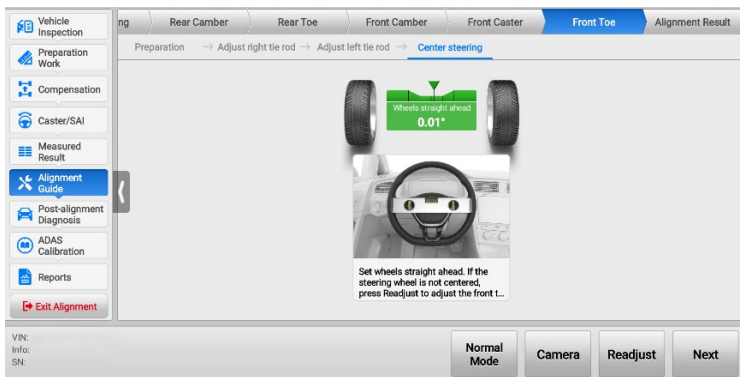 Vehicle
Inspection
Preparation
Work
Compensation
Caster/SAI
Measured
Result
Alignment
Guide
Post-alignment
Diagnosis
ADAS
Calibration
Reports
Exit Alignment
ng
Rear Camber
Rear Toe
Front Camber
Front Caster
Front Toe
Alignment Result
Preparation → Adjust right tie rod → Adjust left tie rod → Center steering
Wheels straight ahead
0.01°
Set wheels straight ahead. If the
steering wheel is not centered,
press Readjust to adjust the front t...
VIN:
Info:
SN:
Normal
Mode
Camera
Readjust
Next